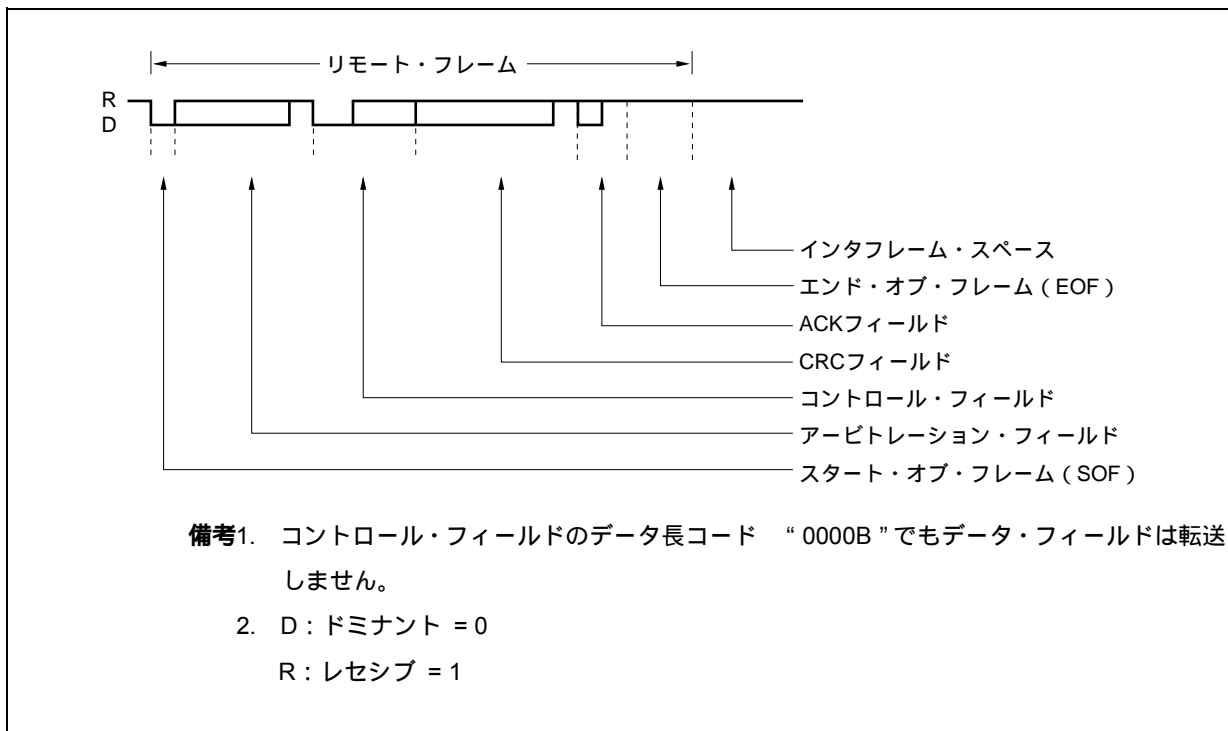 リモート・フレーム
R
D
インタフレーム・スペース
エンド・オブ・フレーム（EOF）
ACKフィールド
CRCフィールド
コントロール・フィールド
アービトレーション・フィールド
スタート・オブ・フレーム（SOF）
備考1. コントロール・フィールドのデータ長コード “0000B”でもデータ・フィールドは転送
しません。
2. D：ドミナント = 0
R：レセシブ = 1